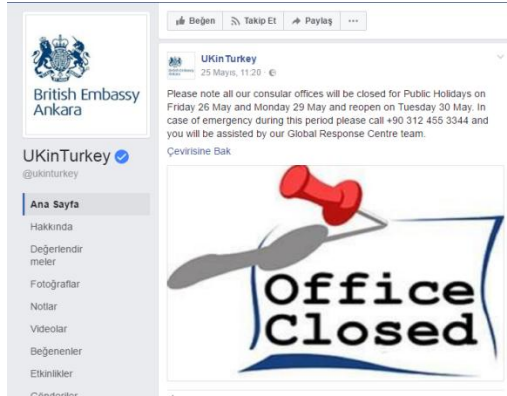 Beğen
Takip Et
Paylaş
British Embassy
Ankara
UKinTurkey
@ukinturkey
Ana Sayfa
Hakkında
Değerlendir
meler
Fotoğraflar
Notlar
Videolar
Beğenenler
Etkinlikler
Gönderiler
UKinTurkey
25 Mayıs, 11:20 ·
Please note all our consular offices will be closed for Public Holidays on
Friday 26 May and Monday 29 May and reopen on Tuesday 30 May. In
case of emergency during this period please call +90 312 455 3344 and
you will be assisted by our Global Response Centre team.
Çevirisine Bak
Office
Closed